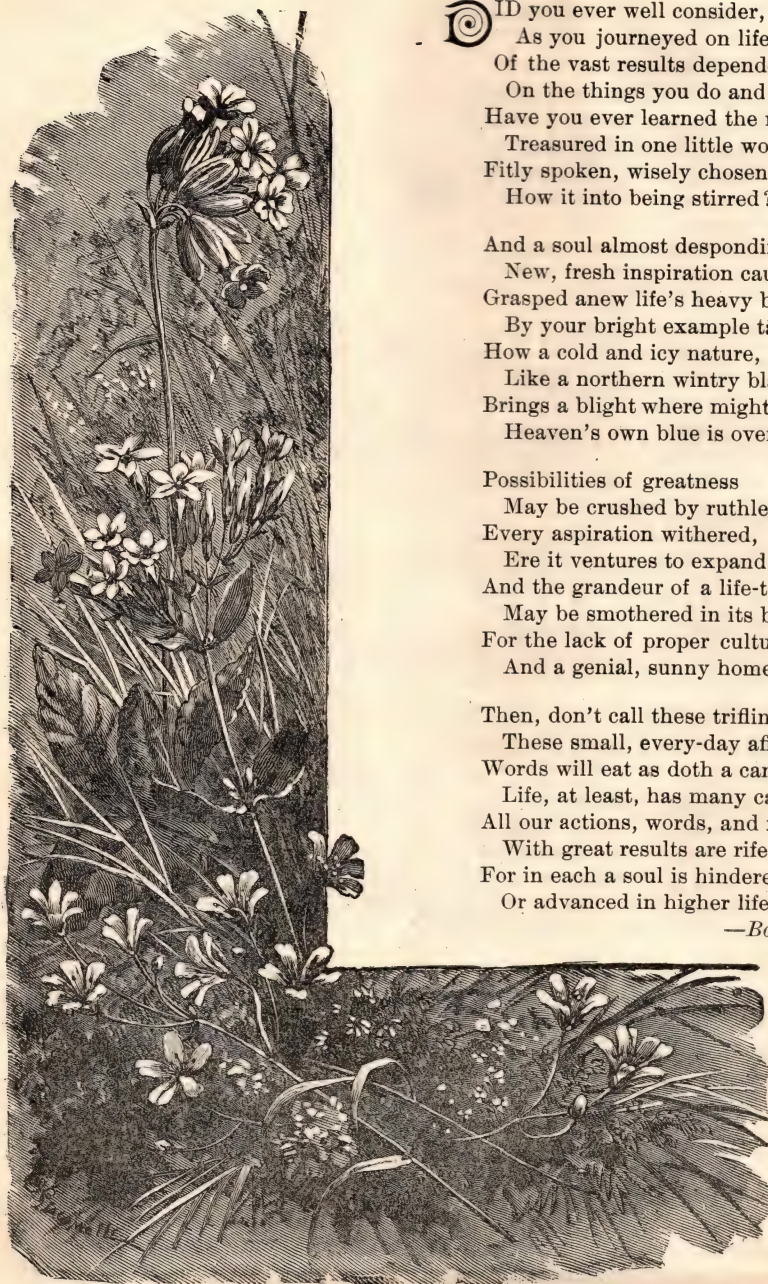 DID you ever well consider,
As you journeyed on life
Of the vast results depend
On the things you do and
Have you ever learned the
Treasured in one little wo
Fitly spoken, wisely chosen
How it into being stirred?
And a soul almost despondi
New, fresh inspiration cau
Grasped anew life's heavy b
By your bright example ta
How a cold and icy nature,
Like a northern wintry bl
Brings a blight where might
Heaven's own blue is over
Possibilities of greatness
May be crushed by ruthle
Every aspiration withered,
Ere it ventures to expand
And the grandeur of a life-t
May be smothered in its b
For the lack of proper cultu
And a genial, sunny home
Then, don't call these triflin
These small, every-day aff
Words will eat as doth a can
Life, at least, has many ca
All our actions, words, and
With great results are rife
For in each a soul is hindere
Or advanced in higher life
—Bo